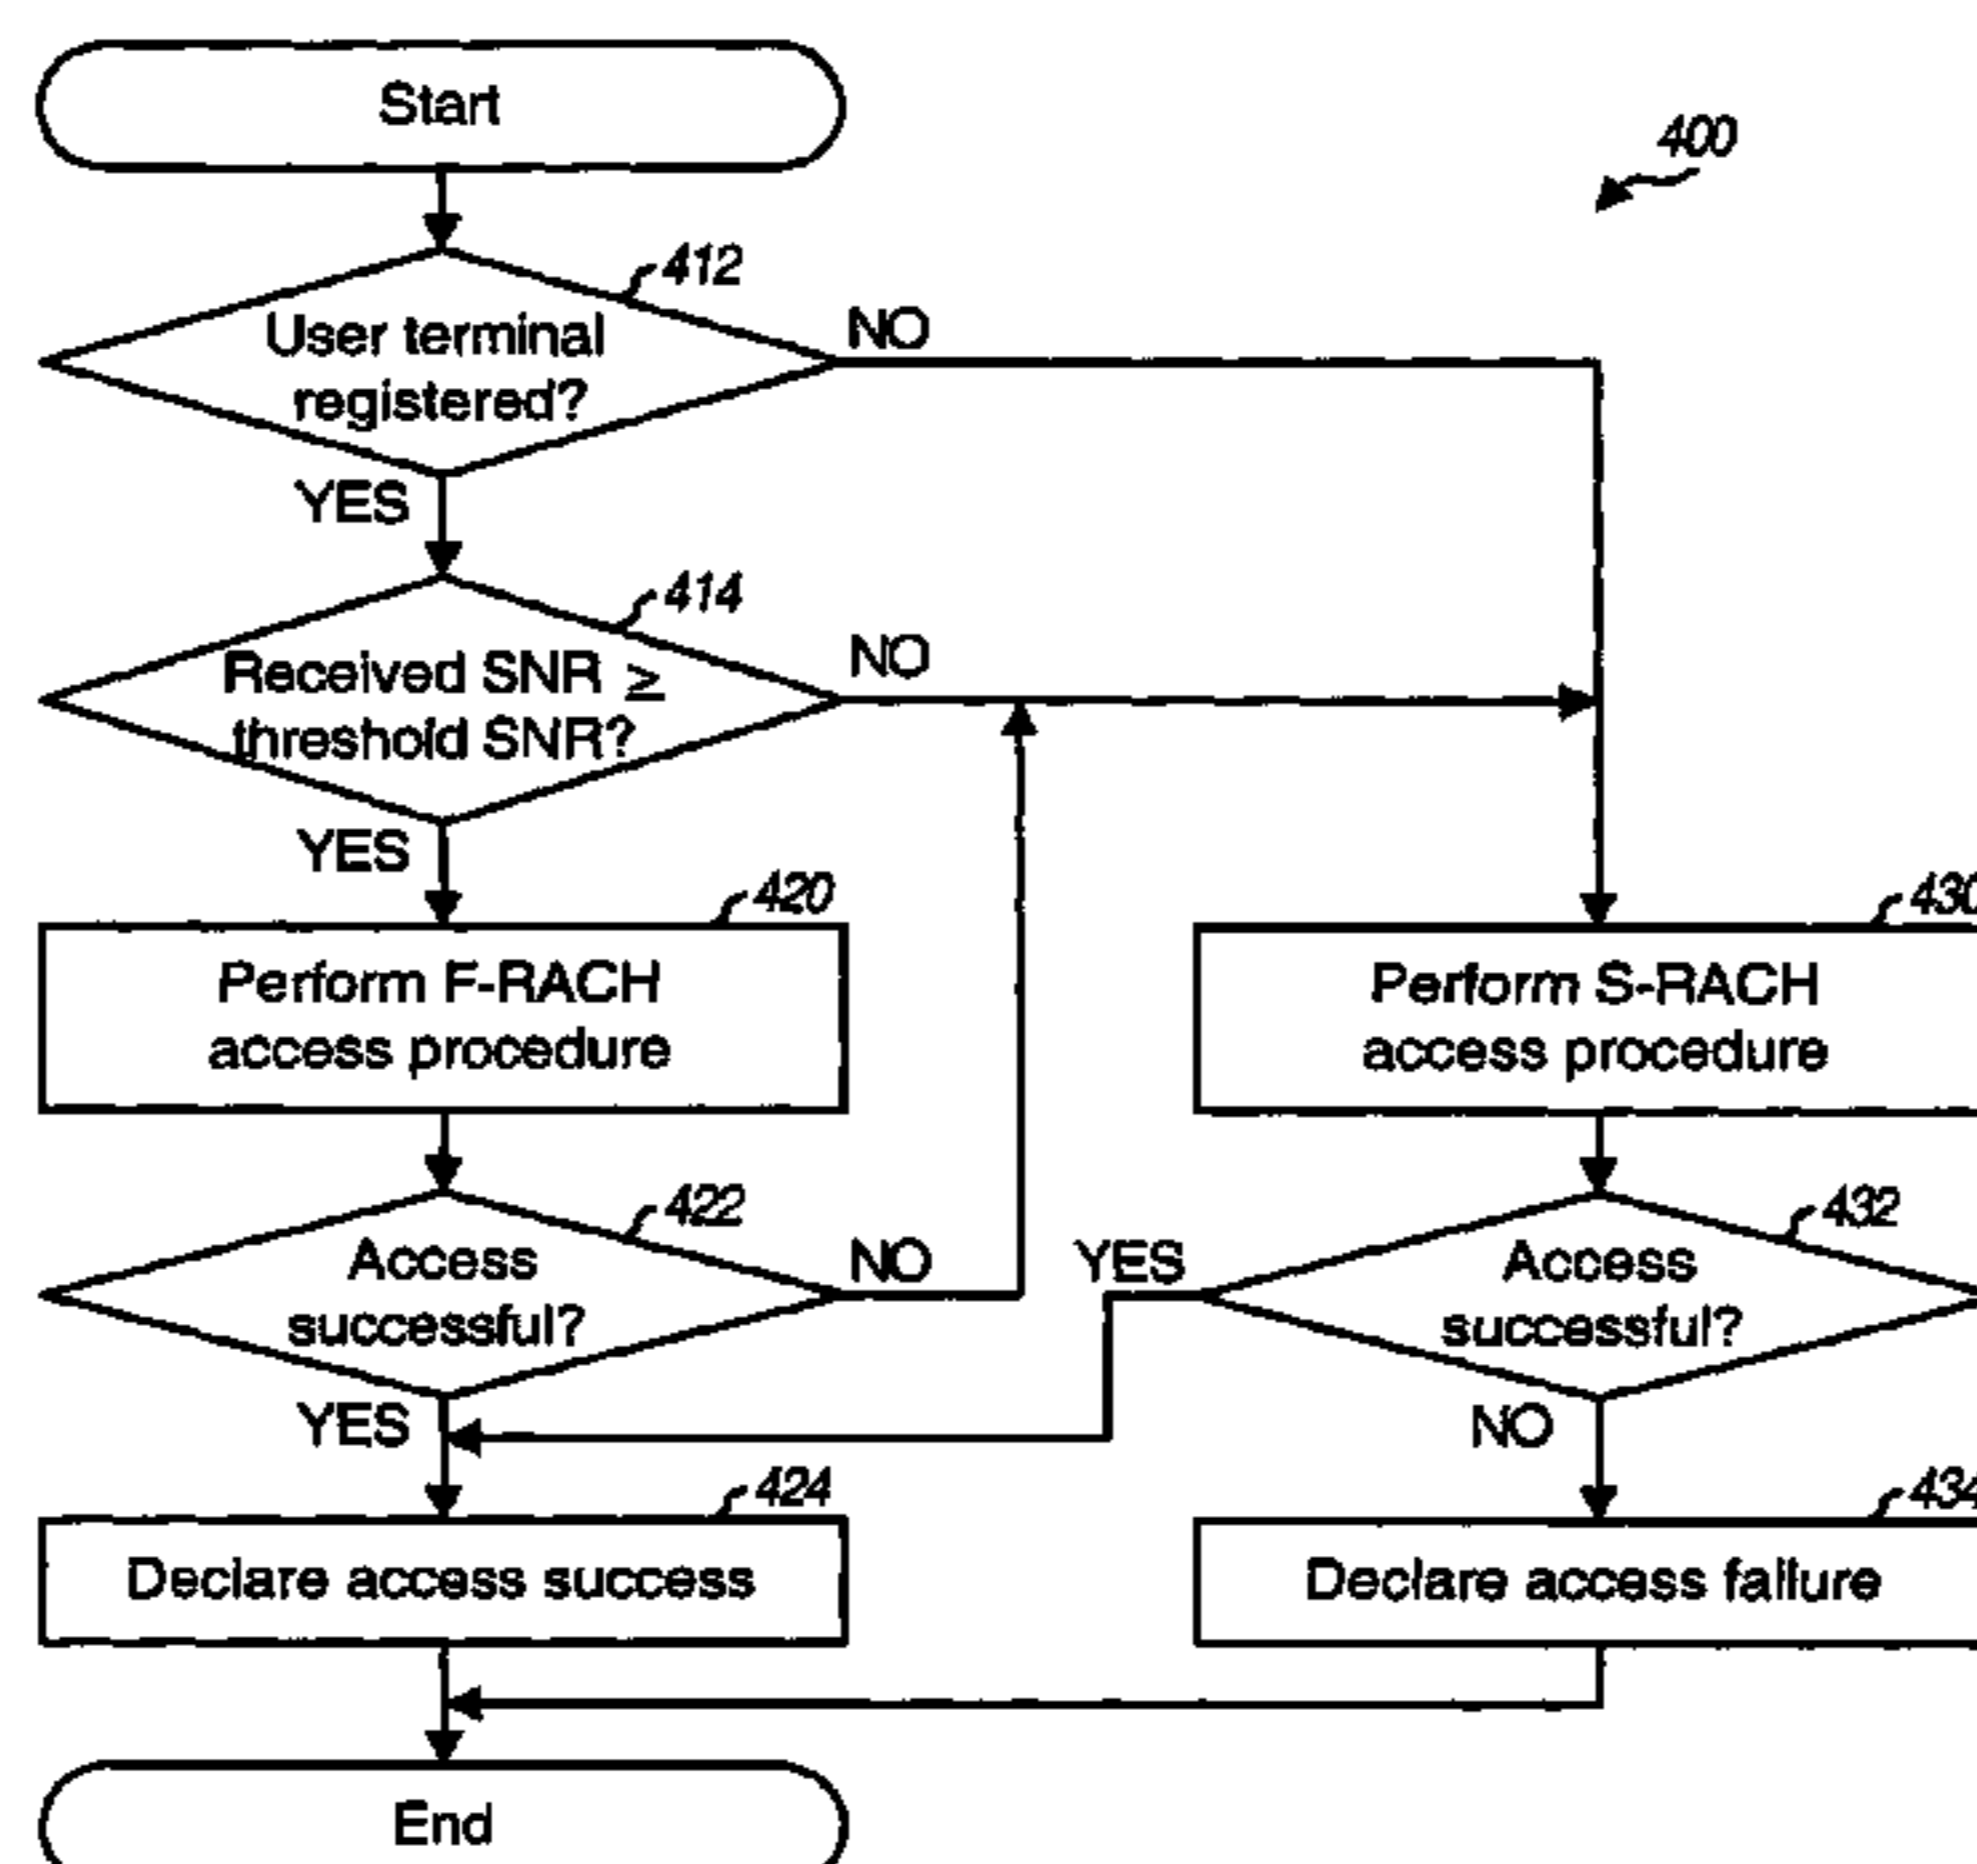 Start
400
412
User terminal
registered?
NO
YES
414
Received SNR ≥
threshold SNR?
NO
YES
420
Perform F-RACH
access procedure
430
Perform S-RACH
access procedure
422
Access
successful?
NO
YES
432
Access
successful?
YES
NO
424
Declare access success
434
Declare access failure
End